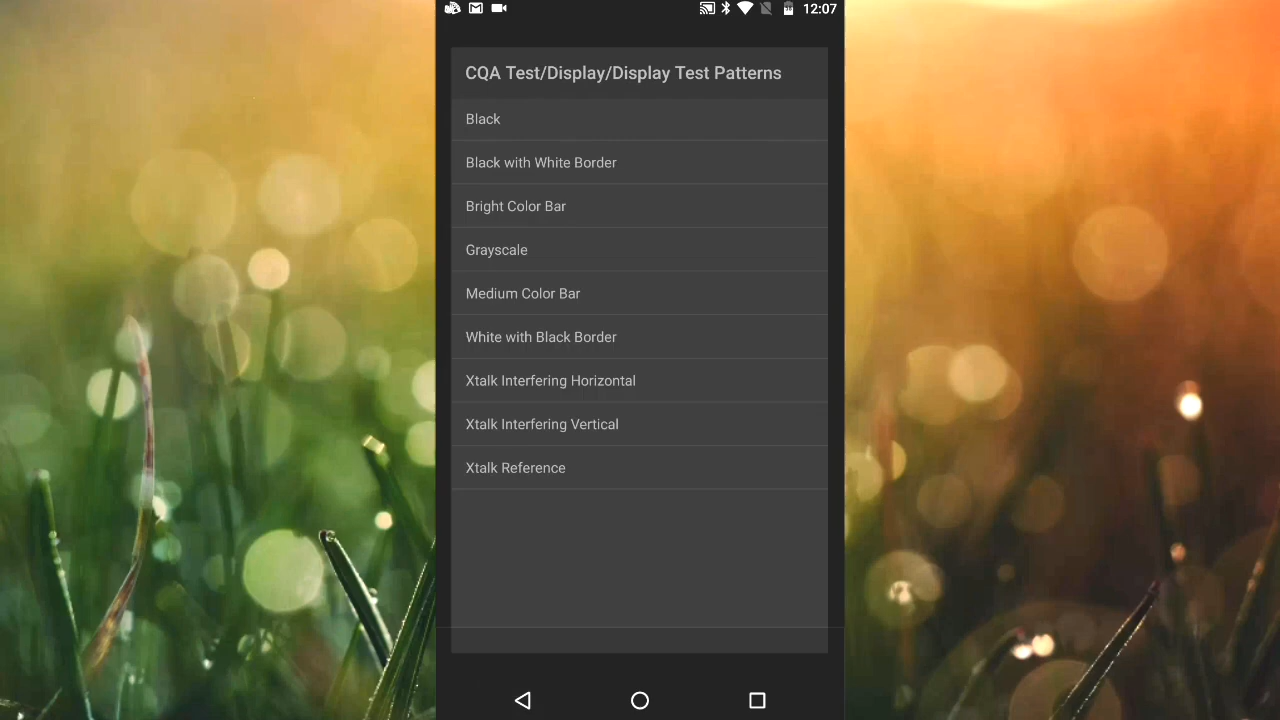 12:07
CQA Test/Display/Display Test Patterns
Black
Black with White Border
Bright Color Bar
Grayscale
Medium Color Bar
White with Black Border
Xtalk Interfering Horizontal
Xtalk Interfering Vertical
Xtalk Reference